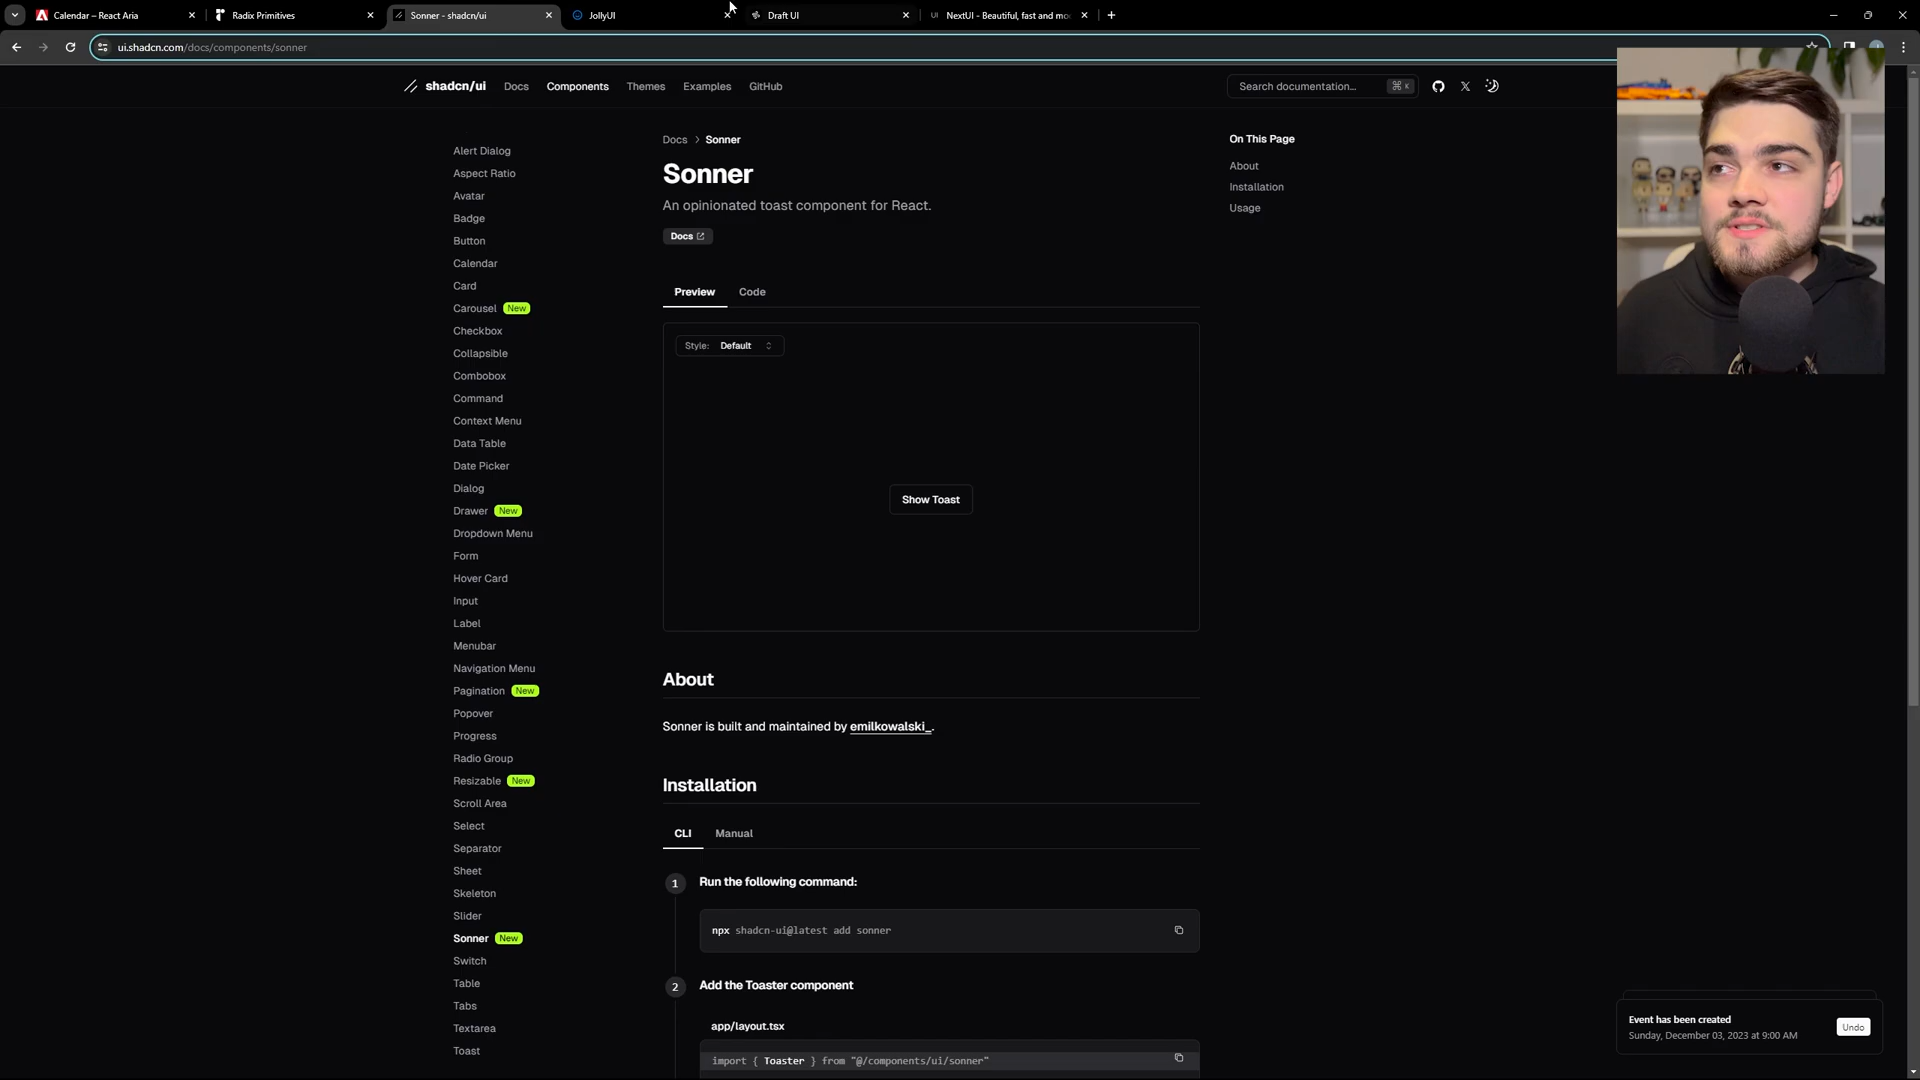 Calendar – React Aria
Radix Primitives
Sonner - shadcn/ui
JollyUI
Draft UI
UI NextUI - Beautiful, fast and mo
ui.shadcn.com/docs/components/sonner
shadcn/ui
Docs
Components
Themes
Examples
GitHub
Search documentation...
⌘ K
Alert Dialog
Aspect Ratio
Avatar
Badge
Button
Calendar
Card
Carousel New
Checkbox
Collapsible
Combobox
Command
Context Menu
Data Table
Date Picker
Dialog
Drawer New
Dropdown Menu
Form
Hover Card
Input
Label
Menubar
Navigation Menu
Pagination New
Popover
Progress
Radio Group
Resizable New
Scroll Area
Select
Separator
Sheet
Skeleton
Slider
Sonner New
Switch
Table
Tabs
Textarea
Toast
Docs > Sonner
Sonner
An opinionated toast component for React.
Docs
Preview
Code
Style: Default
Show Toast
About
Sonner is built and maintained by emilkowalski_.
Installation
CLI
Manual
1 Run the following command:
npx shadcn-ui@latest add sonner
2 Add the Toaster component
app/layout.tsx
import { Toaster } from "@/components/ui/sonner"
On This Page
About
Installation
Usage
Event has been created
Sunday, December 03, 2023 at 9:00 AM
Undo